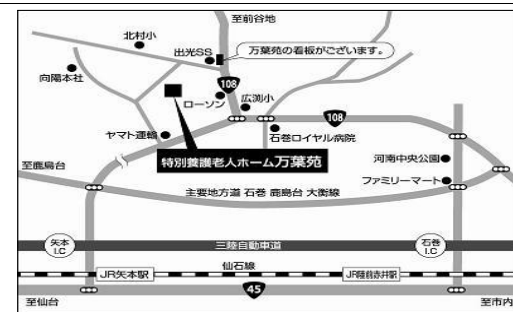 至前谷地
北村小
出光SS
万葉苑の看板がございます。
向陽本社
108
ローソン
広渕小
108
ヤマト運輸
石巻ロイヤル病院
特別養護老人ホーム万葉苑
河南中央公園
至鹿島台
ファミリーマート
主要地方道 石巻 鹿島台 大衡線
矢本
I.C
三陸自動車道
石巻
I.C
仙石線
JR矢本駅
JR陸前赤井駅
至仙台
45
至市内